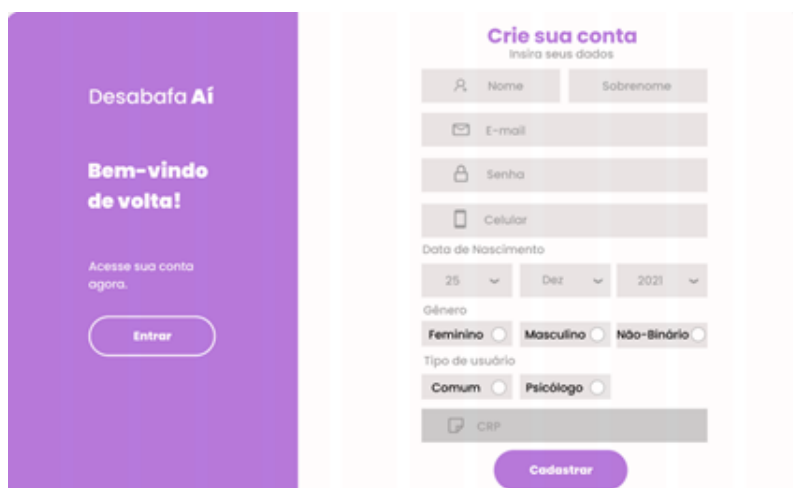 Desabafa Aí
Bem-vindo
de volta!
Acesse sua conta
agora.
Entrar
Crie sua conta
Insira seus dados
Nome Sobrenome
E-mail
Senha
Celular
Data de Nascimento
25 Dez 2021
Gênero
Feminino Masculino Não-Binário
Tipo de usuário
Comum Psicólogo
CRP
Cadastrar